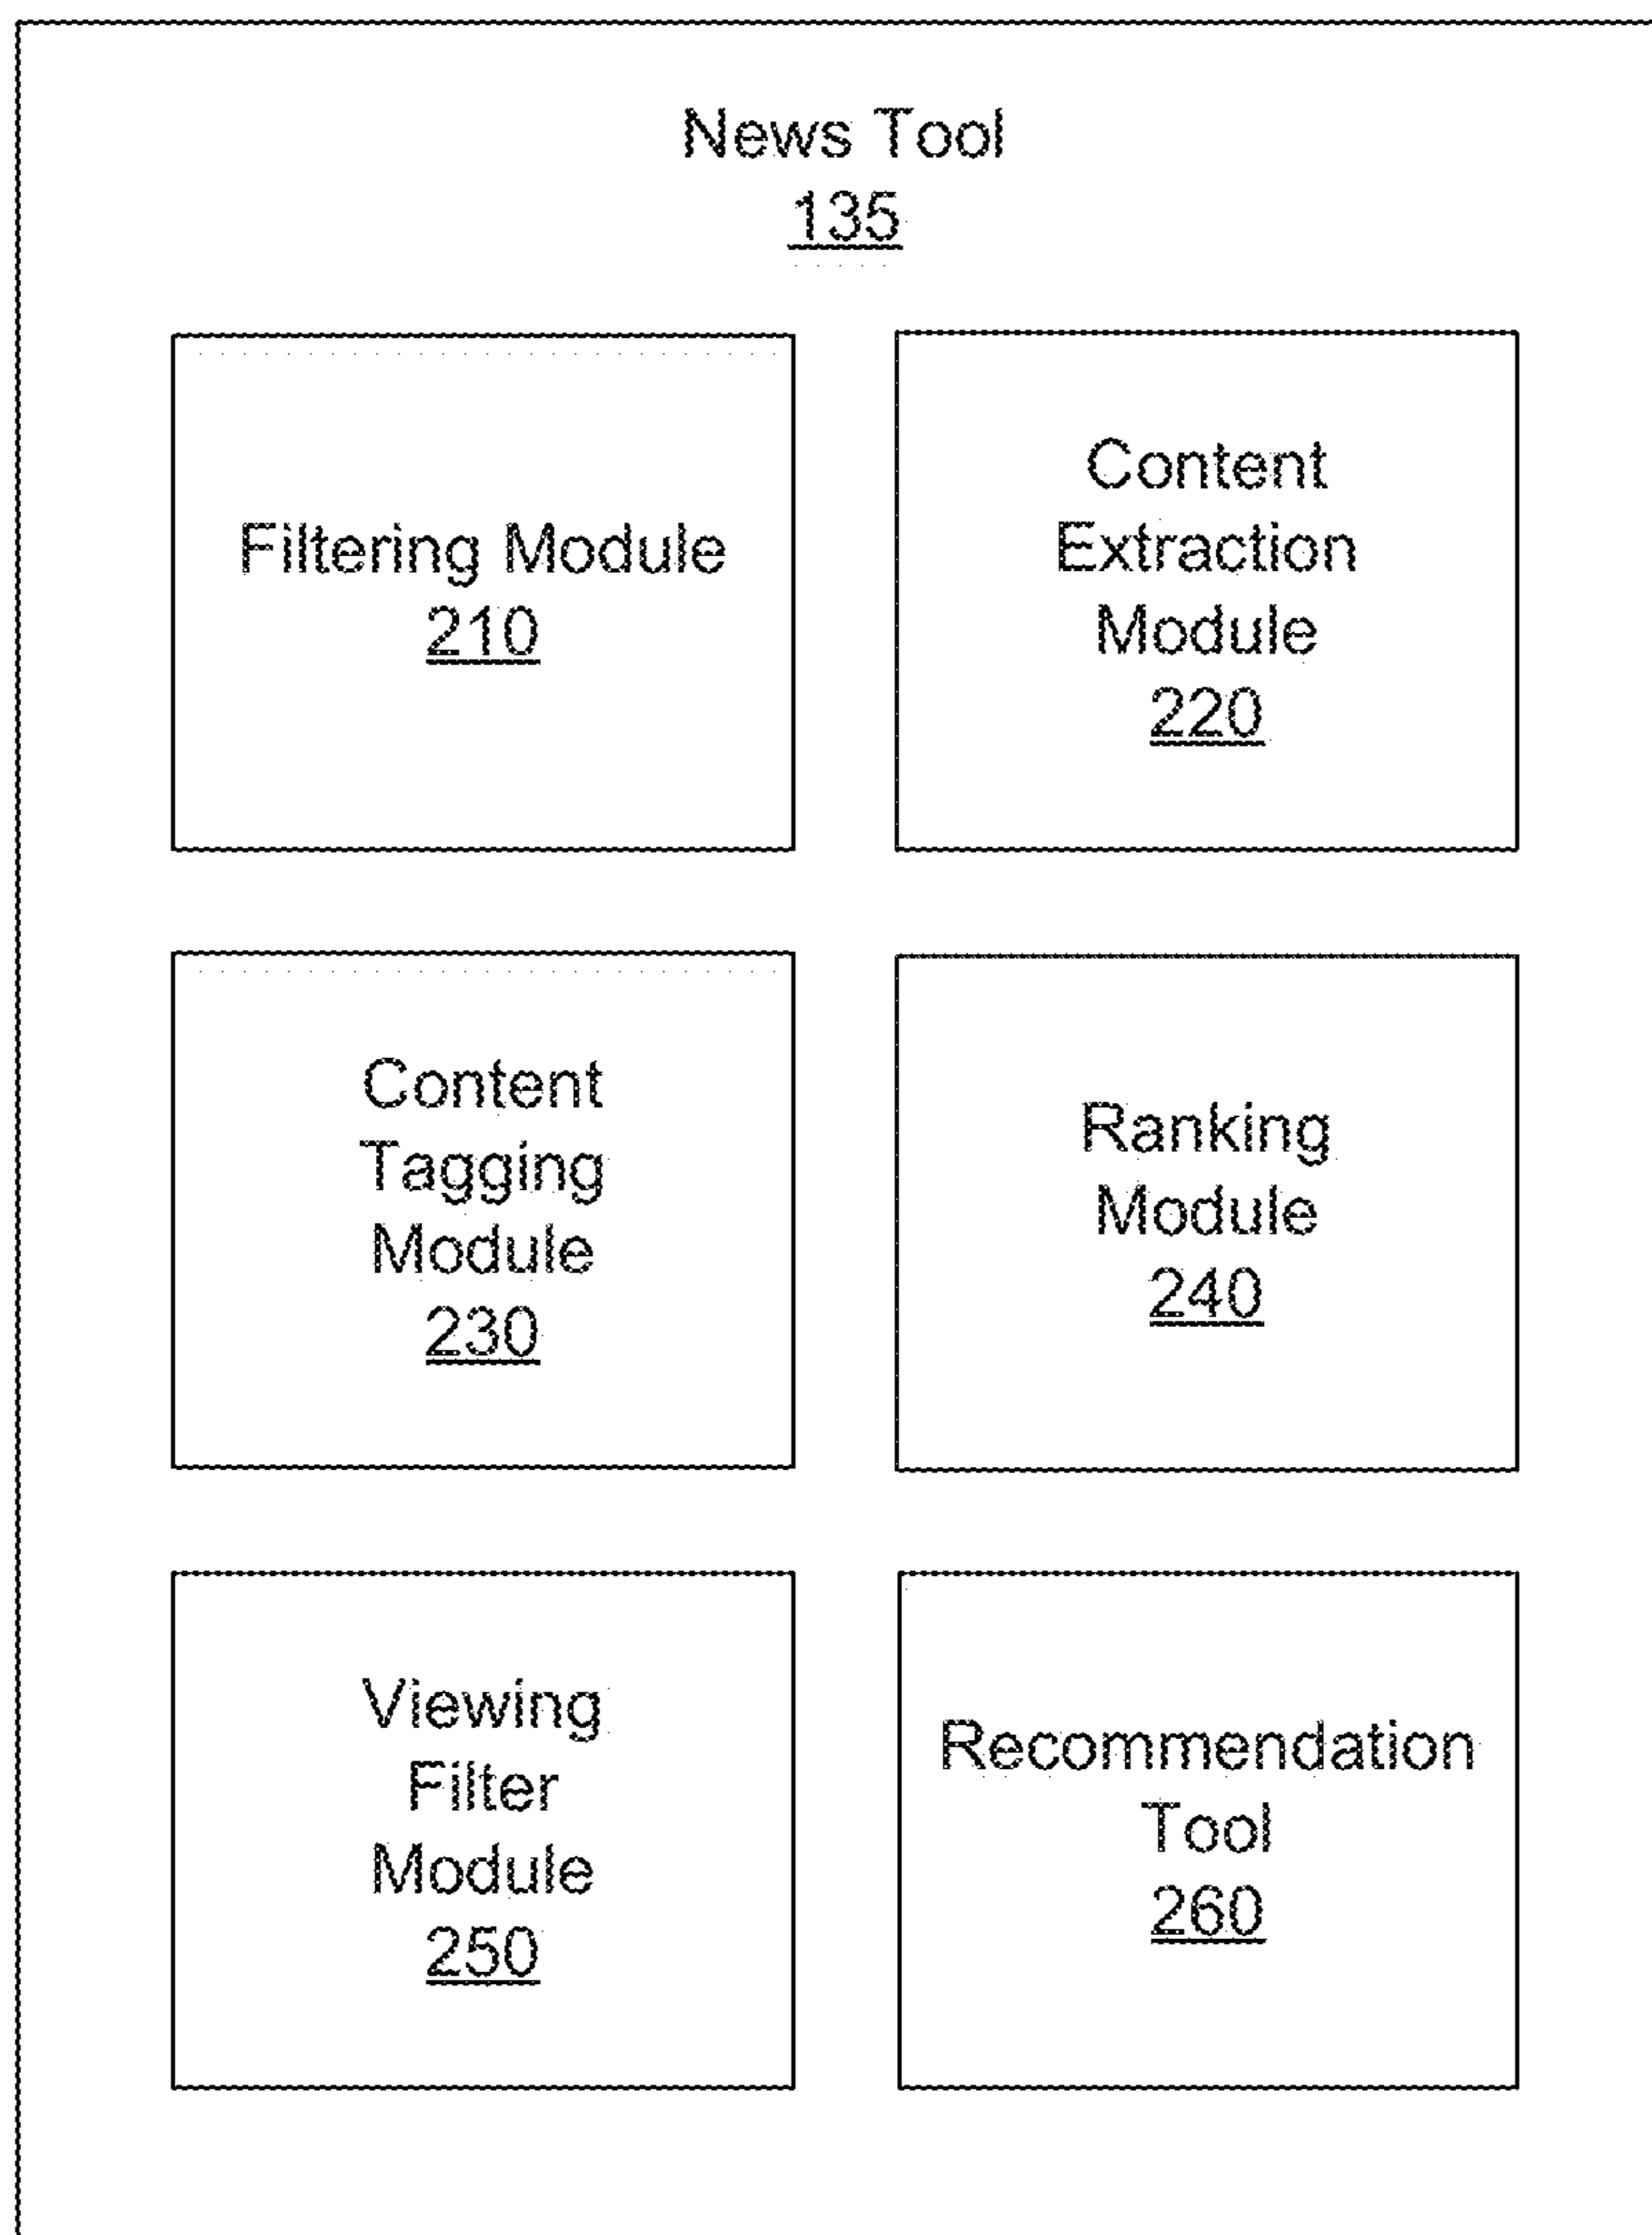 News Tool
135
Filtering Module
210
Content
Extraction
Module
220
Content
Tagging
Module
230
Ranking
Module
240
Viewing
Filter
Module
250
Recommendation
Tool
260